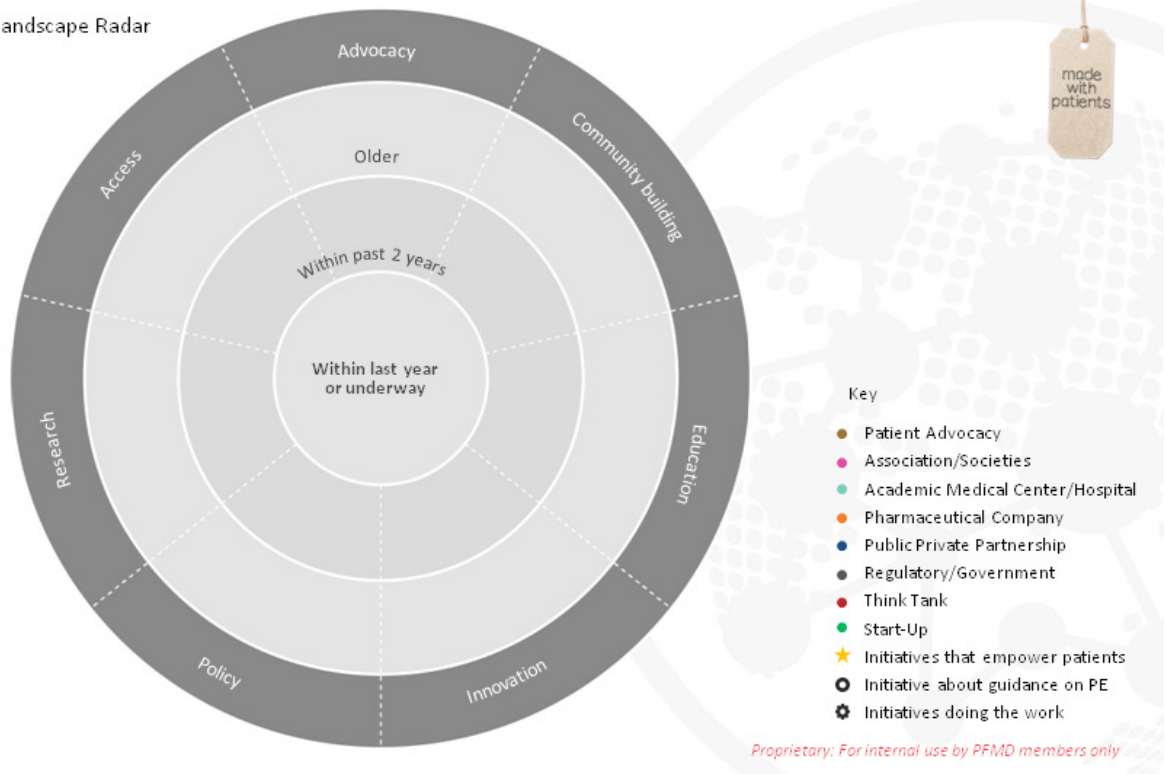 andscape Radar
made
with
patients
Advocacy
Community building
Access
Older
Within past 2 years
Within last year
or underway
Research
Education
Policy
Innovation
Key
Patient Advocacy
Association/Societies
Academic Medical Center/Hospital
Pharmaceutical Company
Public Private Partnership
Regulatory/Government
Think Tank
Start-Up
Initiatives that empower patients
Initiative about guidance on PE
Initiatives doing the work
Proprietary: For internal use by PFMD members only